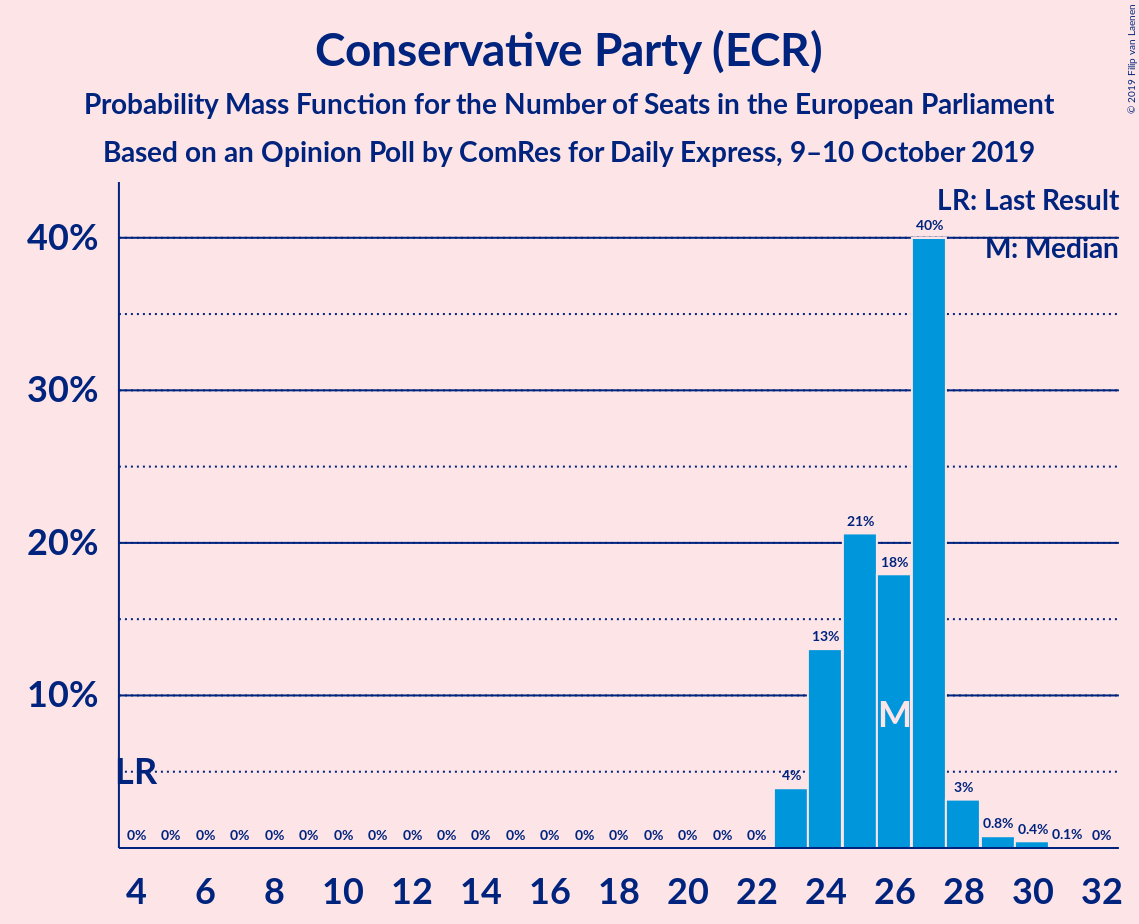 Conservative Party (ECR)
Probability Mass Function for the Number of Seats in the European Parliament
Based on an Opinion Poll by ComRes for Daily Express, 9–10 October 2019
© 2019 Filip van Laenen
LR: Last Result
M: Median
40%
30%
20%
10%
40%
21%
18%
13%
M
LR
4%
3%
0% 0% 0% 0% 0% 0% 0% 0% 0% 0% 0% 0% 0% 0% 0% 0% 0% 0% 0% 0.8% 0.4% 0.1% 0%
4 6 8 10 12 14 16 18 20 22 24 26 28 30 32